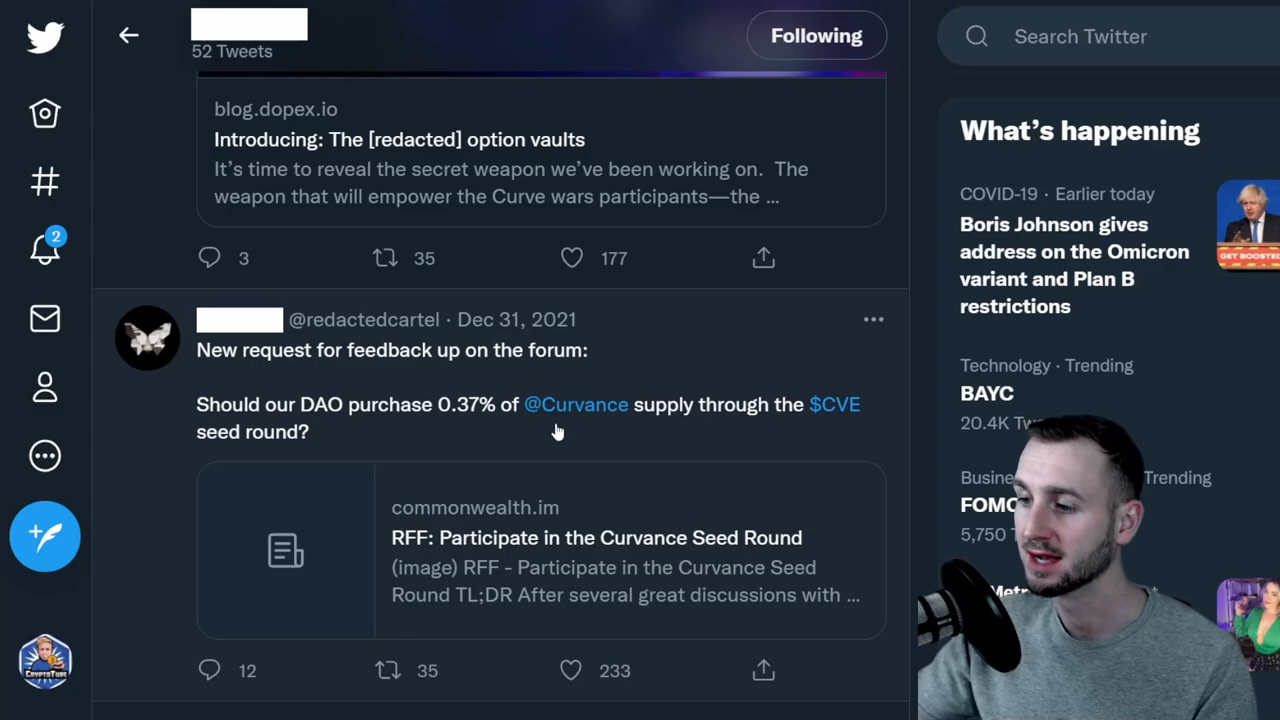 52 Tweets
Following
Search Twitter
blog.dopex.io
Introducing: The [redacted] option vaults
It's time to reveal the secret weapon we've been working on. The
weapon that will empower the Curve wars participants—the ...
3
35
177
@redactedcartel · Dec 31, 2021
New request for feedback up on the forum:
Should our DAO purchase 0.37% of @Curvance supply through the $CVE
seed round?
commonwealth.im
RFF: Participate in the Curvance Seed Round
(image) RFF - Participate in the Curvance Seed
Round TL;DR After several great discussions with ...
12
35
233
2
CRYPTOTUBE
What's happening
COVID-19 · Earlier today
Boris Johnson gives
address on the Omicron
variant and Plan B
restrictions
GET BOOSTED
Technology · Trending
BAYC
20.4K
Trending
5,750